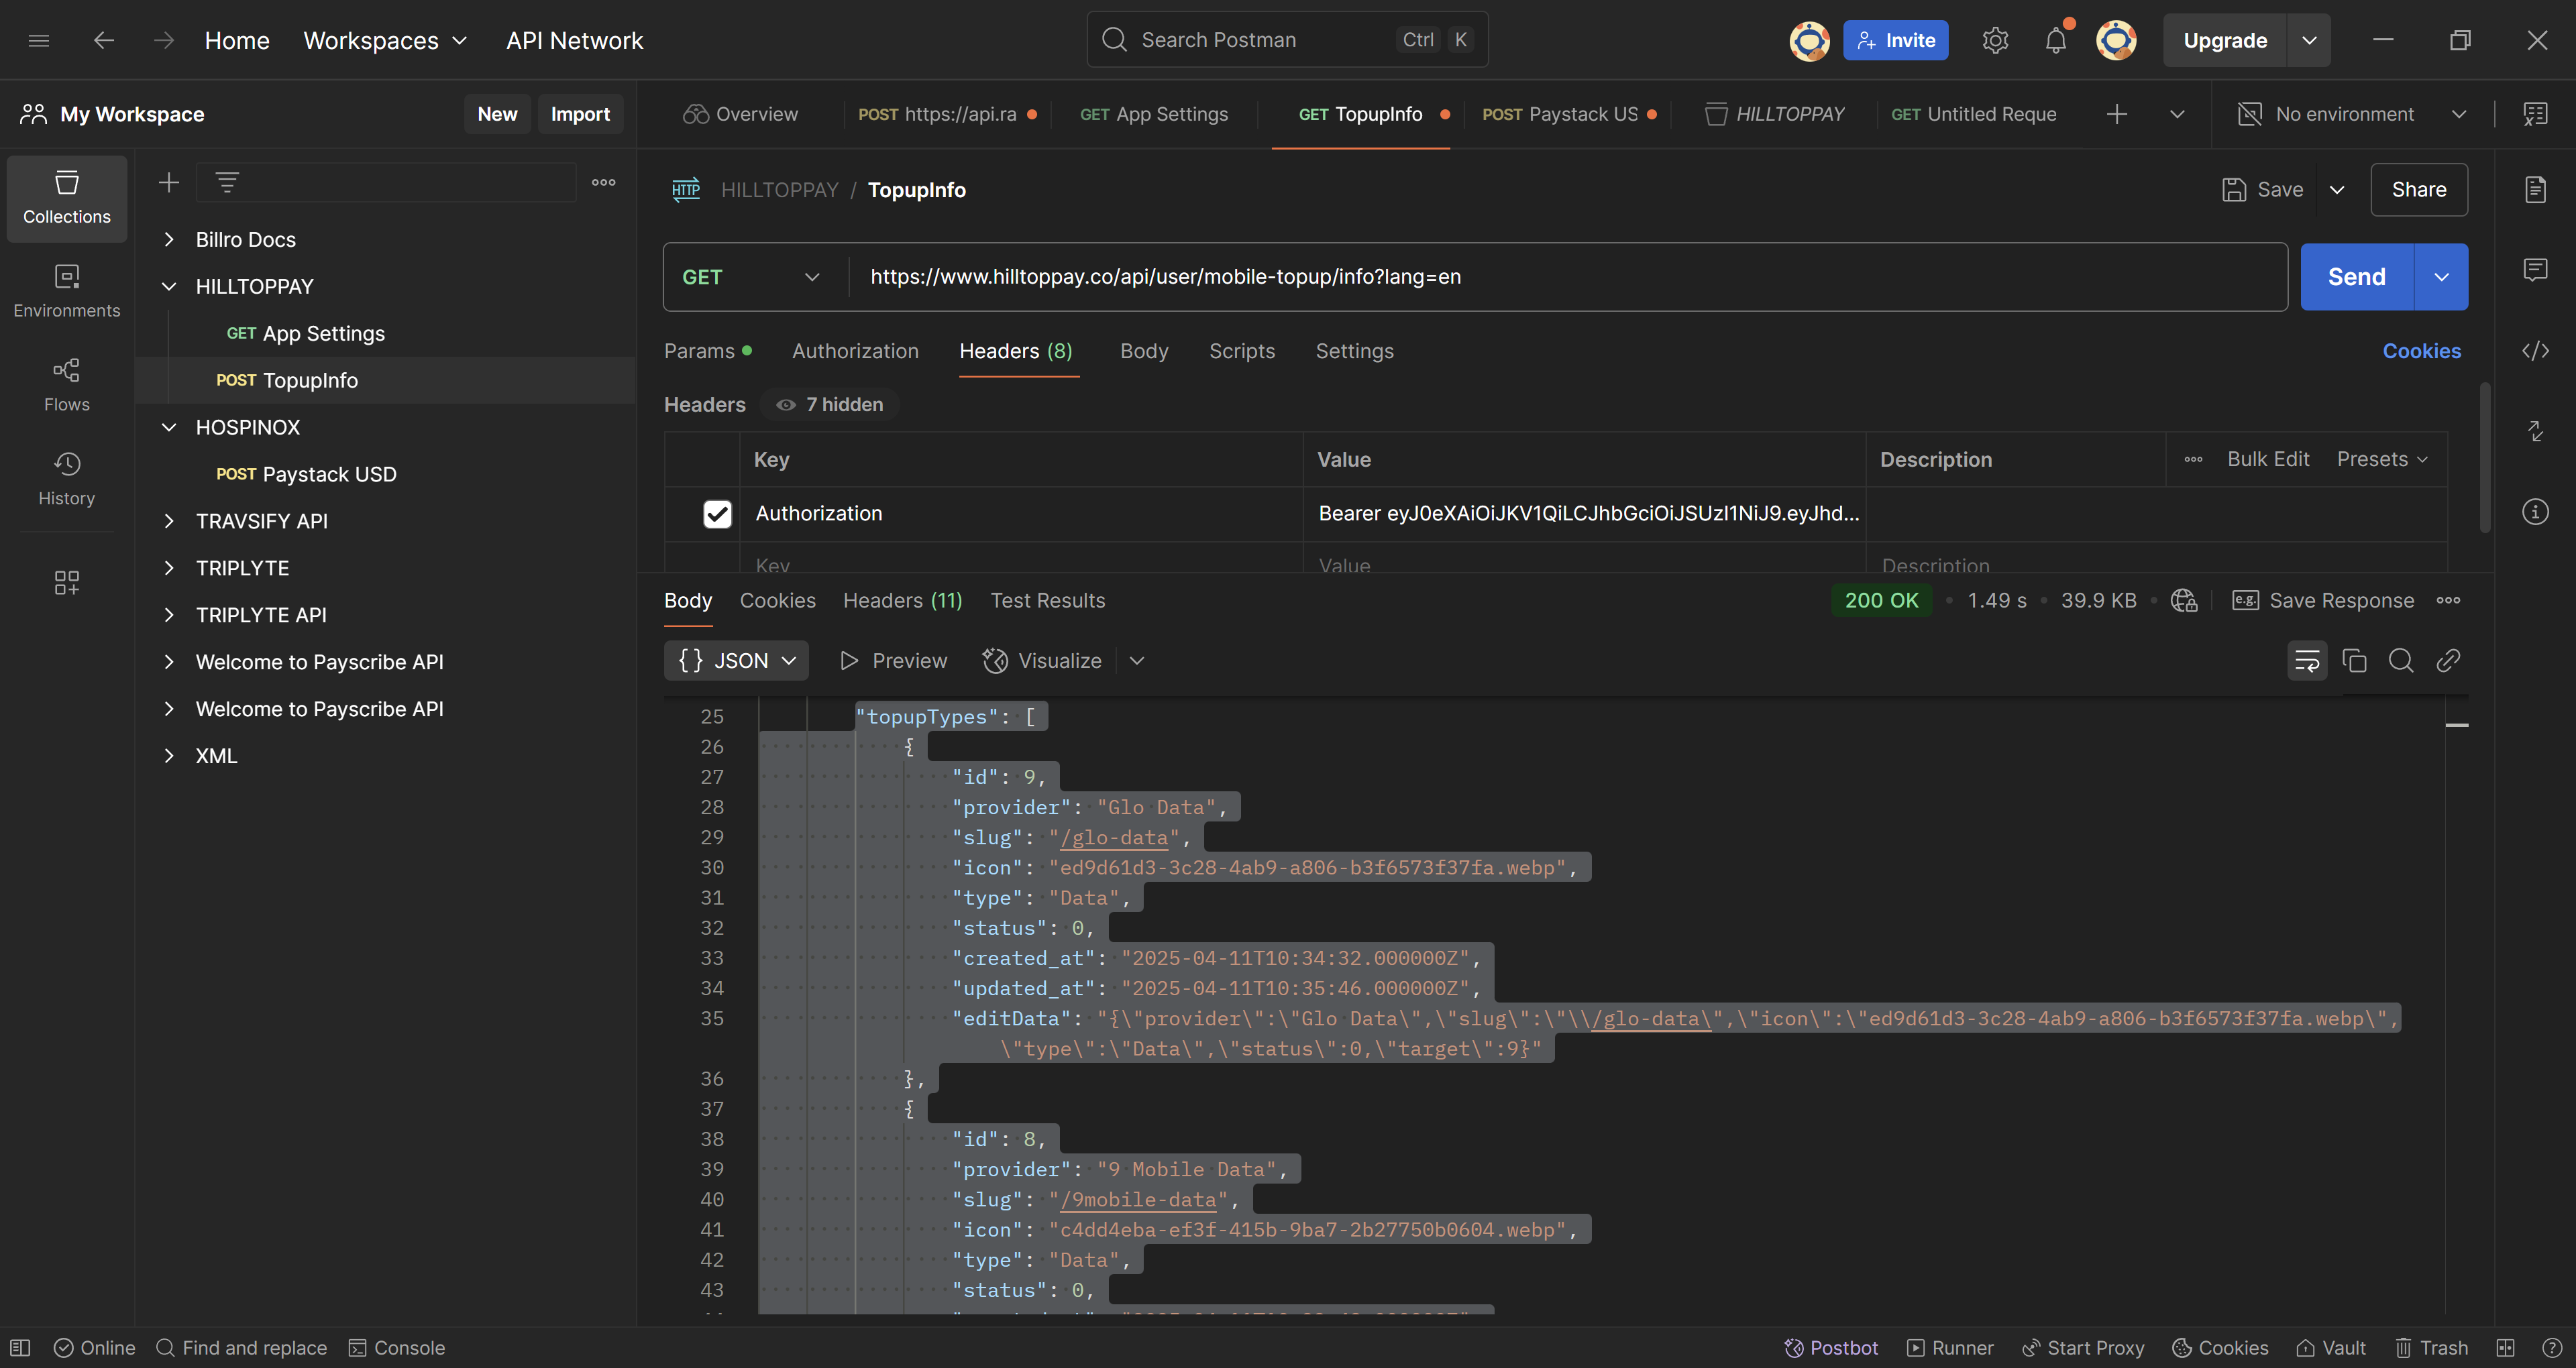 Home
Workspaces
API Network
Search Postman
Ctrl
K
Invite
Upgrade
My Workspace
New
Import
Overview
POST https://api.ra
GET App Settings
GET TopupInfo
POST Paystack US
HILLTOPPAY
GET Untitled Reque
No environment
Collections
Environments
Flows
History
Billro Docs
HILLTOPPAY
GET App Settings
POST TopupInfo
HOSPINOX
POST Paystack USD
TRAVSIFY API
TRIPLYTE
TRIPLYTE API
Welcome to Payscribe API
Welcome to Payscribe API
XML
HTTP
HILLTOPPAY / TopupInfo
Save
Share
GET
https://www.hilltoppay.co/api/user/mobile-topup/info?lang=en
Send
Params
Authorization
Headers (8)
Body
Scripts
Settings
Cookies
Headers
7 hidden
Key
Value
Description
Bulk Edit
Presets
Authorization
Bearer eyJ0eXAiOiJKV1QiLCJhbGciOiJSUzI1NiJ9.eyJhd...
Key
Value
Description
Body
Cookies
Headers (11)
Test Results
200 OK
1.49 s
39.9 KB
e.g.
Save Response
{} JSON
Preview
Visualize
25 "topupTypes": [
26 {
27 "id": 9,
28 "provider": "Glo Data",
29 "slug": "/glo-data",
30 "icon": "ed9d61d3-3c28-4ab9-a806-b3f6573f37fa.webp",
31 "type": "Data",
32 "status": 0,
33 "created_at": "2025-04-11T10:34:32.000000Z",
34 "updated_at": "2025-04-11T10:35:46.000000Z",
35 "editData": "{\"provider\":\"Glo Data\",\"slug\":\"\\/glo-data\",\"icon\":\"ed9d61d3-3c28-4ab9-a806-b3f6573f37fa.webp\",
\"type\":\"Data\",\"status\":0,\"target\":9}"
36 },
37 {
38 "id": 8,
39 "provider": "9 Mobile Data",
40 "slug": "/9mobile-data",
41 "icon": "c4dd4eba-ef3f-415b-9ba7-2b27750b0604.webp",
42 "type": "Data",
43 "status": 0,
Online
Find and replace
Console
Postbot
Runner
Start Proxy
Cookies
Vault
Trash